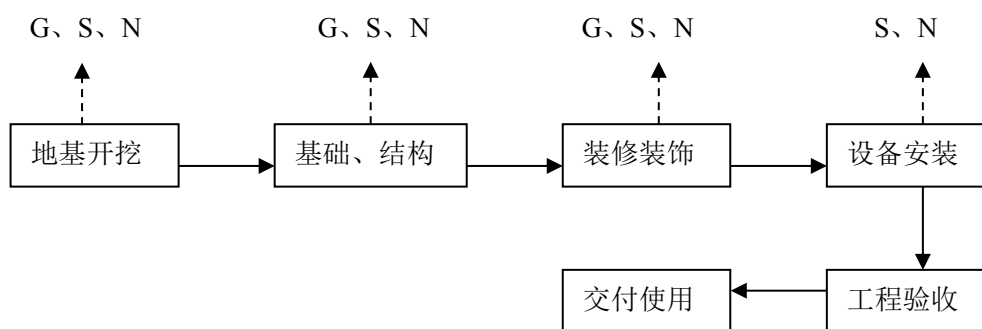 G、S、N
G、S、N
G、S、N
S、N
地基开挖
基础、结构
装修装饰
设备安装
交付使用
工程验收